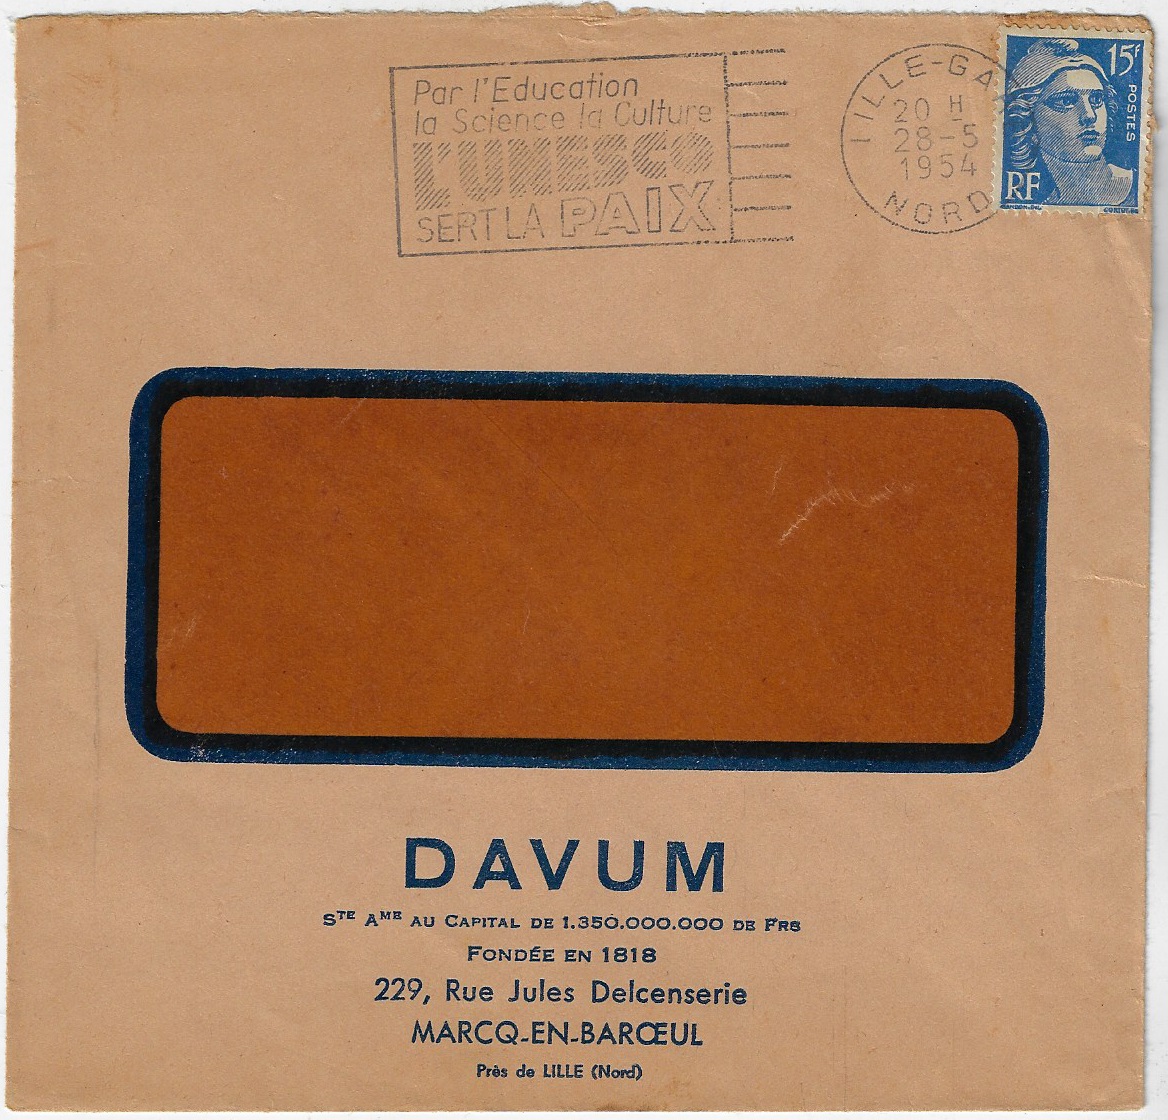 Par l'Education
la Science la Culture
L'UNESCO
SERT LA PAIX
LILLE-GA
20 H
28-5
1954
NORD
15F
POSTES
RF
DAVUM
STE AME AU CAPITAL DE 1.350.000.000 DE FRS
FONDÉE EN 1818
229, Rue Jules Delcenserie
MARCQ-EN-BARŒUL
Près de LILLE (Nord)